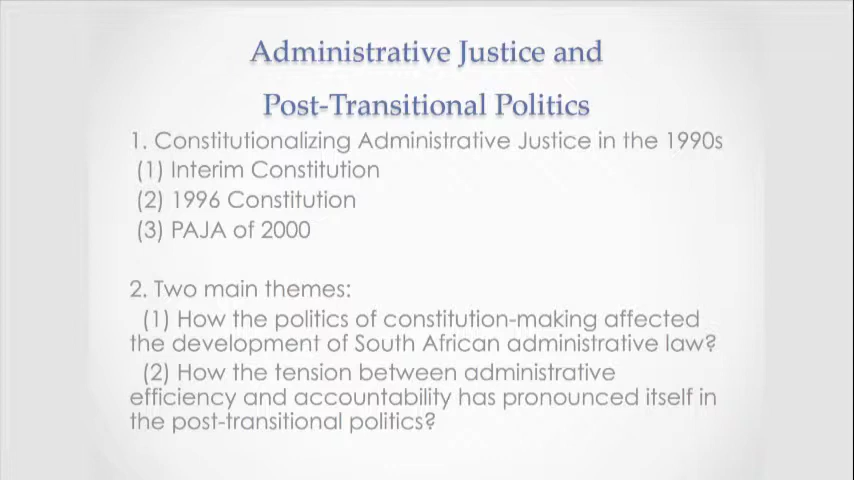 Administrative Justice and
Post-Transitional Politics
1. Constitutionalizing Administrative Justice in the 1990s
(1) Interim Constitution
(2) 1996 Constitution
(3) PAJA of 2000
2. Two main themes:
(1) How the politics of constitution-making affected
the development of South African administrative law?
(2) How the tension between administrative
efficiency and accountability has pronounced itself in
the post-transitional politics?